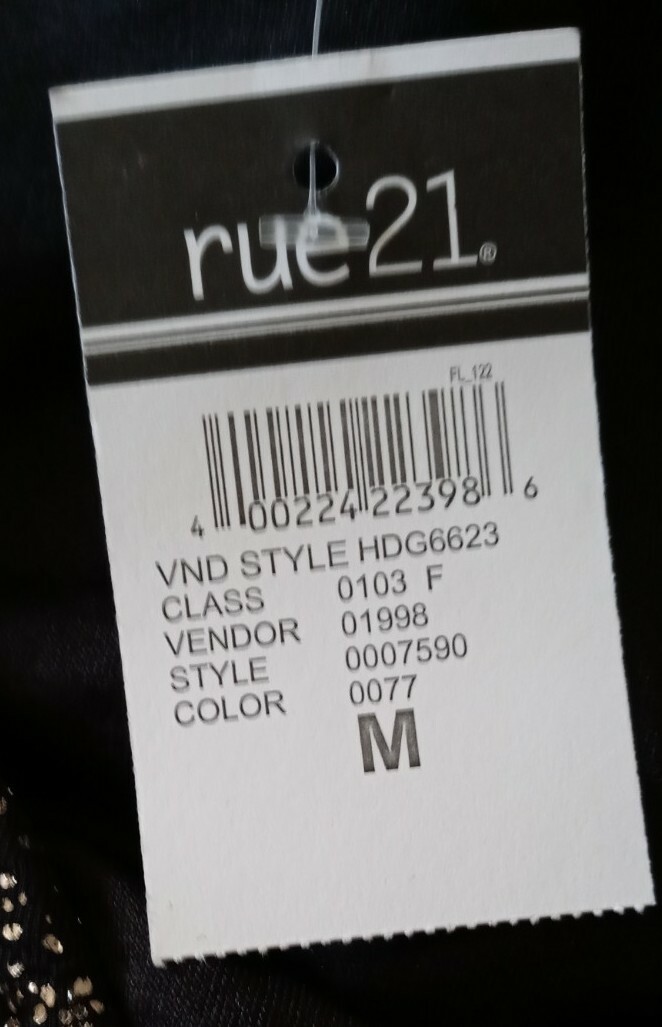 rue21®
FL_122
4 00224 22398 6
VND STYLE HDG6623
CLASS 0103 F
VENDOR 01998
STYLE 0007590
COLOR 0077
M